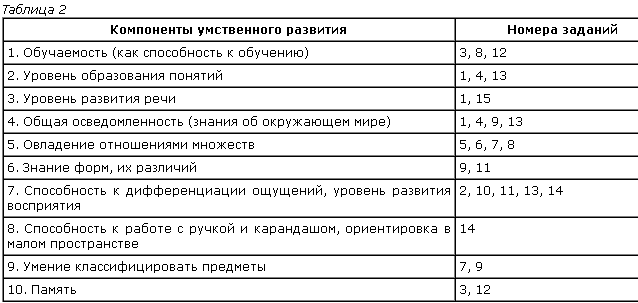 Таблица 2
Компоненты умственного развития Номера заданий
1. Обучаемость (как способность к обучению) 3, 8, 12
2. Уровень образования понятий 1, 4, 13
3. Уровень развития речи 1, 15
4. Общая осведомленность (знания об окружающем мире) 1, 4, 9, 13
5. Овладение отношениями множеств 5, 6, 7, 8
6. Знание форм, их различий 9, 11
7. Способность к дифференциации ощущений, уровень развития 2, 10, 11, 13, 14
восприятия
8. Способность к работе с ручкой и карандашом, ориентировка в 14
малом пространстве
9. Умение классифицировать предметы 7, 9
10. Память 3, 12